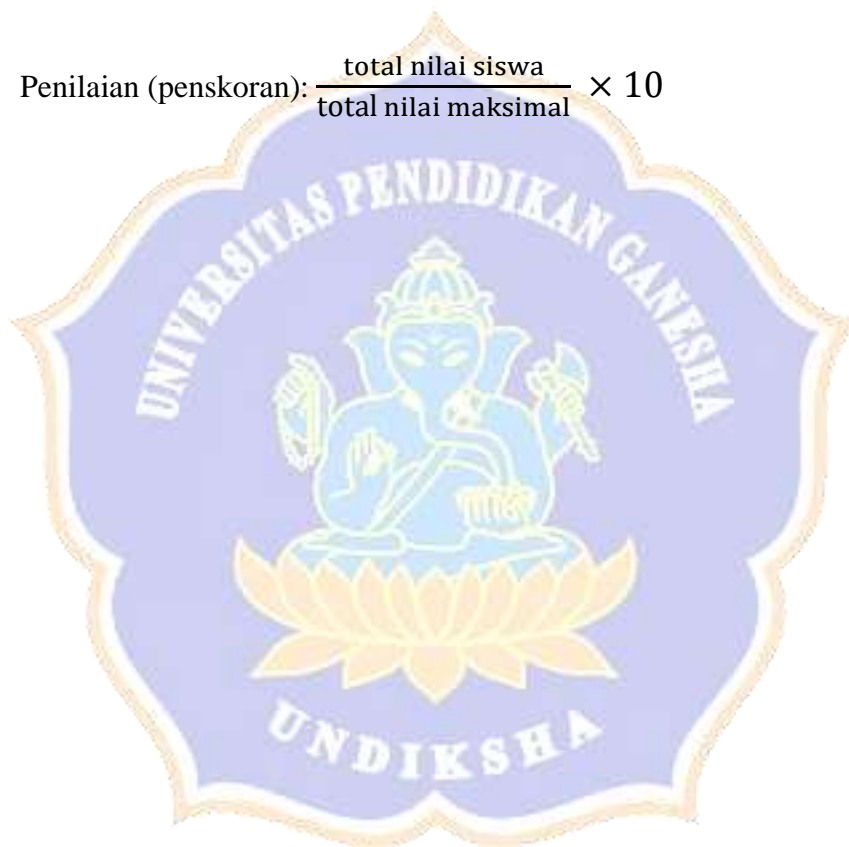 Penilaian (penskoran): total nilai siswa / total nilai maksimal × 10
UNIVERSITAS PENDIDIKAN GANESHA
UNDIKSHA